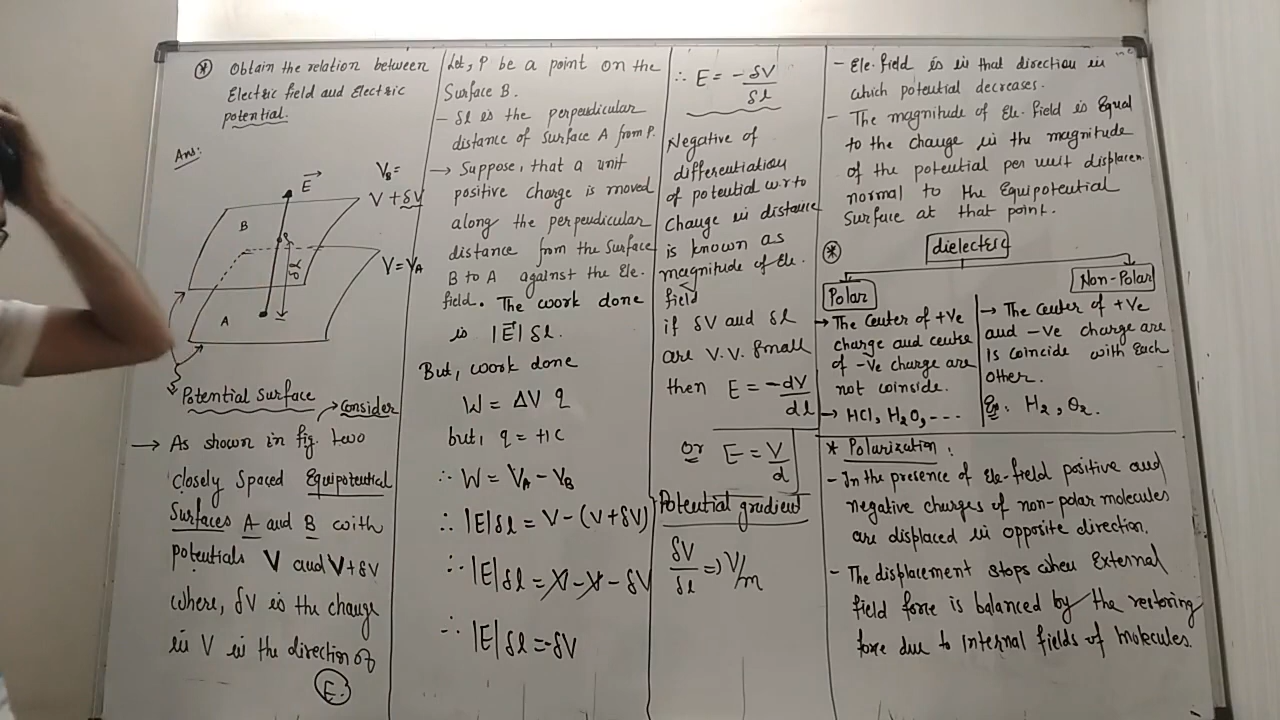 * Obtain the relation between
Electric field and Electric
potential.
Ans:
E
V_B =
V + δV
B
P
δl
V = V_A
A
Potential Surface
Consider
→ As shown in fig. two
closely Spaced Equipotential
Surfaces A and B with
potentials V and V + δV
where, δV is the change
in V in the direction of
E.
Let, P be a point on the
Surface B.
- δl is the perpendicular
distance of Surface A from P.
→ Suppose, that a unit
positive charge is moved
along the perpendicular
distance from the Surface
B to A against the Ele.
field. The work done
is |E| δl.
But, work done
W = ΔV q
but, q = +1C
∴ W = V_A - V_B
∴ |E| δl = V - (V + δV)
∴ |E| δl = V - V - δV
∴ |E| δl = -δV
∴ E = -δV/δl
Negative of
differentiation
of potential w.r to
change in distance
is known as
magnitude of Ele.
field
if δV and δl
are V.V. Small
then E = -dV/dl
or E = V/d
Potential gradient
δV/δl ⇒ V/m
- Ele. field is in that direction in
which potential decreases.
- The magnitude of Ele. field is Equal
to the change in the magnitude
of the potential per unit displacem.
normal to the Equipotential
Surface at that point.
* dielectric
Polar
→ The center of +Ve
charge and centre
of -Ve charge are
not coinside.
→ HCl, H2O, ---
Non-Polar
→ The center of +Ve
and -Ve charge are
is coincide with Each
other.
Eg: H2, O2.
* Polarization:
- In the presence of Ele-field positive and
negative charges of non-polar molecules
are displaced in opposite direction.
- The displacement stops when External
field force is balanced by the restoring
force due to internal fields of molecules.